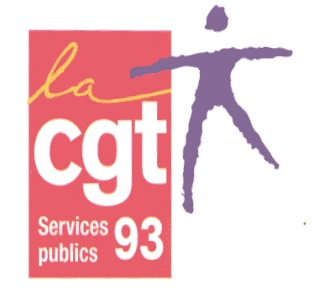 la
cgt
Services
publics 93